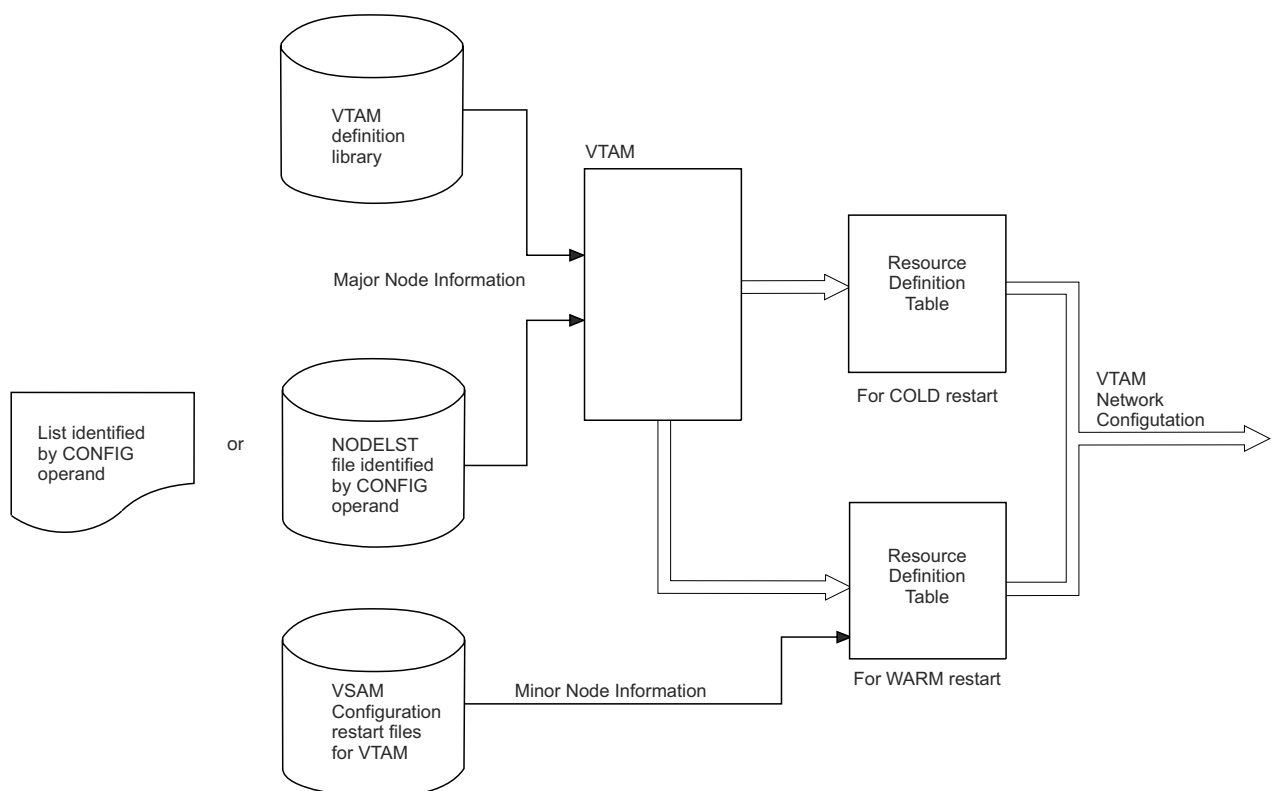 VTAM
definition
library
VTAM
Major Node Information
Resource
Definition
Table
For COLD restart
VTAM
Network
Configutation
List identified
by CONFIG
operand
or
NODELST
file identified
by CONFIG
operand
Resource
Definition
Table
For WARM restart
VSAM
Configuration
restart files
for VTAM
Minor Node Information